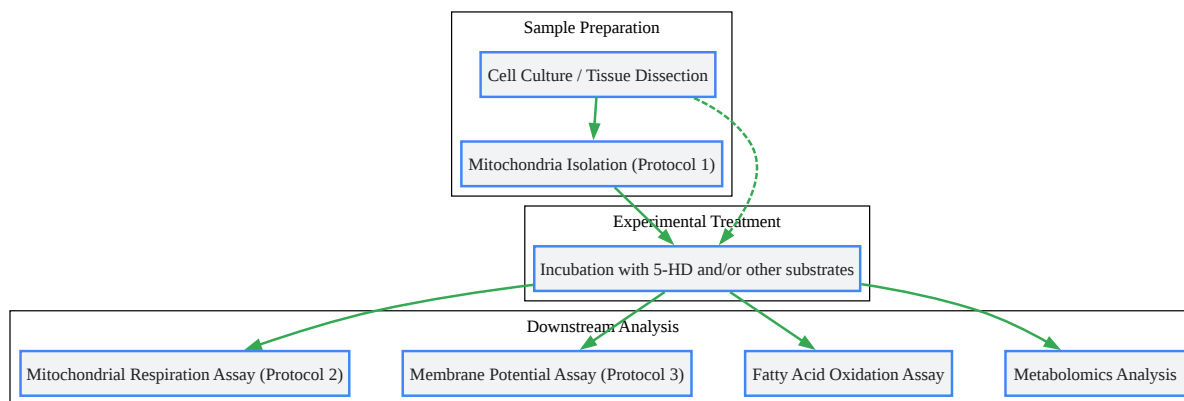 Sample Preparation
Cell Culture / Tissue Dissection
Mitochondria Isolation (Protocol 1)
Experimental Treatment
Incubation with 5-HD and/or other substrates
Downstream Analysis
Mitochondrial Respiration Assay (Protocol 2)
Membrane Potential Assay (Protocol 3)
Fatty Acid Oxidation Assay
Metabolomics Analysis